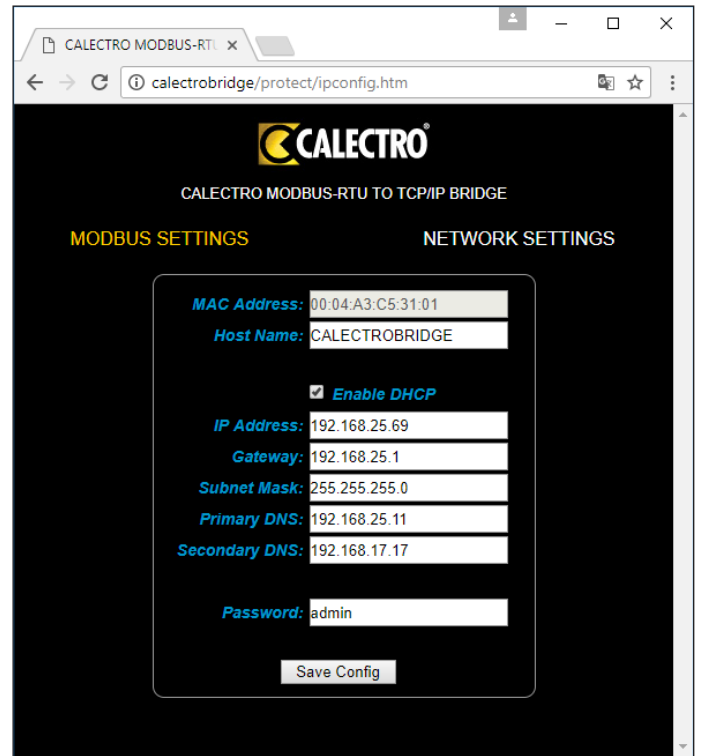 CALECTRO MODBUS-RTU
calectrobridge/protect/ipconfig.htm
CALECTRO®
CALECTRO MODBUS-RTU TO TCP/IP BRIDGE
MODBUS SETTINGS NETWORK SETTINGS
MAC Address: 00:04:A3:C5:31:01
Host Name: CALECTROBRIDGE
Enable DHCP
IP Address: 192.168.25.69
Gateway: 192.168.25.1
Subnet Mask: 255.255.255.0
Primary DNS: 192.168.25.11
Secondary DNS: 192.168.17.17
Password: admin
Save Config